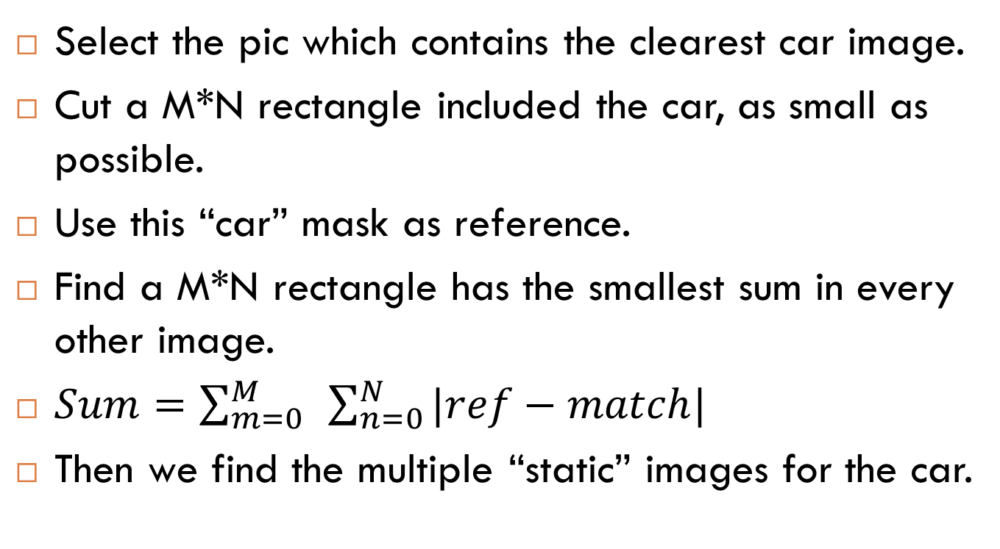 □ Select the pic which contains the clearest car image.
□ Cut a M*N rectangle included the car, as small as
possible.
□ Use this “car” mask as reference.
□ Find a M*N rectangle has the smallest sum in every
other image.
□ Sum = ∑_{m=0}^{M} ∑_{n=0}^{N} |ref − match|
□ Then we find the multiple “static” images for the car.